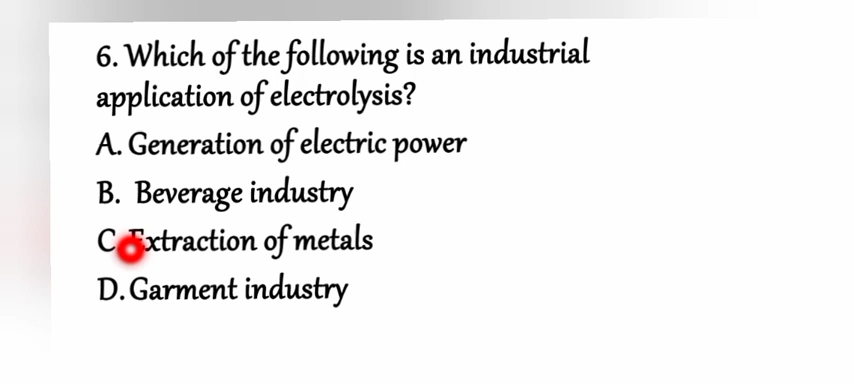 6. Which of the following is an industrial
application of electrolysis?
A. Generation of electric power
B. Beverage industry
C. Extraction of metals
D. Garment industry